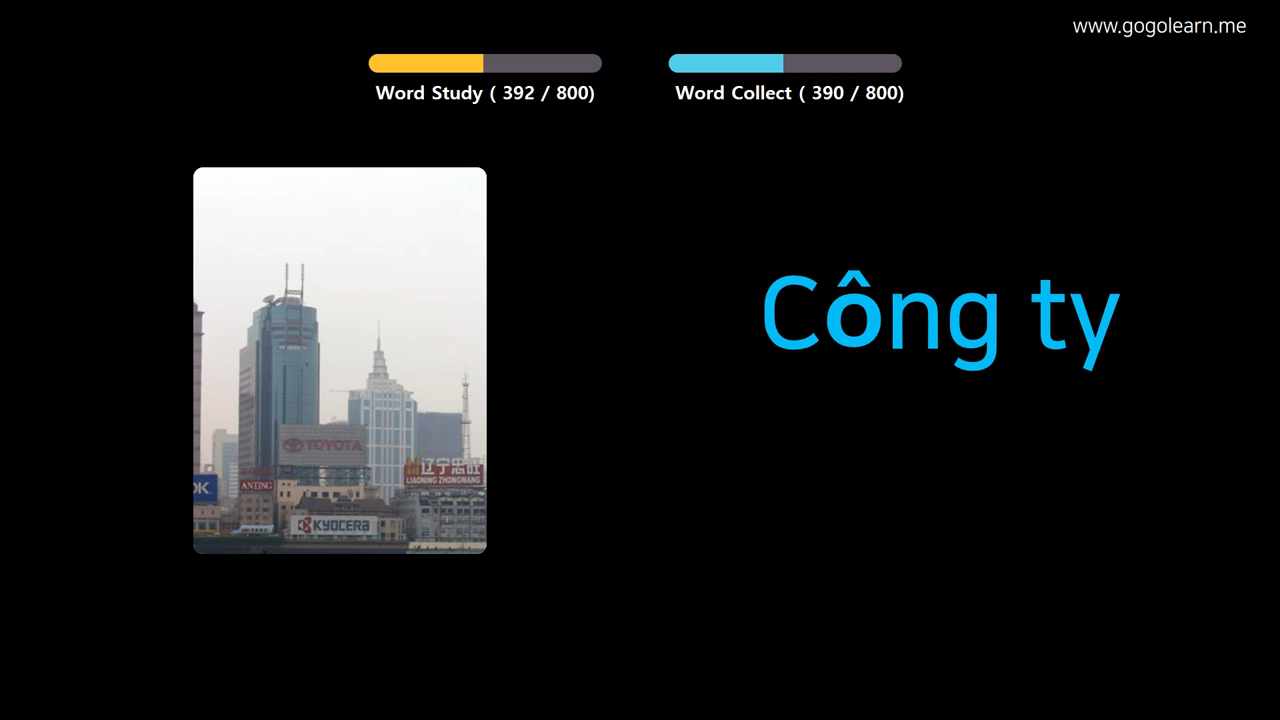 www.gogolearn.me
Word Study ( 392 / 800)
Word Collect ( 390 / 800)
Công ty
TOYOTA
辽宁忠旺
LIAONING ZHONGWANG
ANTING
KYOCERA